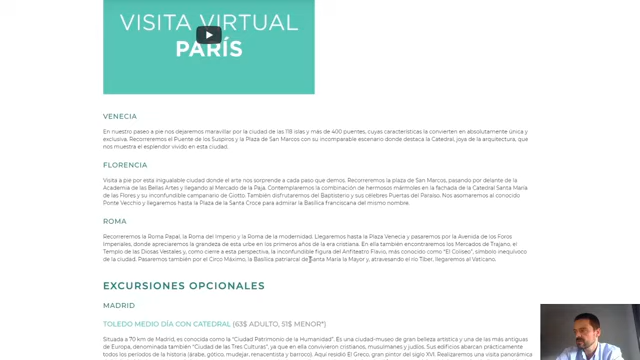 VISITA VIRTUAL
PARÍS
VENECIA
En nuestro paseo a pie nos dejaremos maravillar por la ciudad de las 118 islas y más de 400 puentes, cuyas características la convierten en absolutamente única y
exclusiva. Recorreremos el Puente de los Suspiros y la Plaza de San Marcos con su incomparable escenario donde destaca la Catedral, joya de la arquitectura, que
nos muestra el esplendor vivido en esta ciudad.
FLORENCIA
Visita a pie por esta inigualable ciudad donde el arte nos sorprende a cada paso que demos. Recorreremos la plaza de San Marcos, pasando por delante de la
Academia de las Bellas Artes y llegando al Mercado de la Paja. Contemplaremos la combinación de hermosos mármoles en la fachada de la Catedral Santa María
de las Flores y su inconfundible campanario de Giotto. También disfrutaremos del Baptisterio y sus célebres Puertas del Paraíso. Nos asomaremos al conocido
Ponte Vecchio y llegaremos hasta la Plaza de la Santa Croce para admirar la Basílica franciscana del mismo nombre.
ROMA
Recorreremos la Roma Papal, la Roma del Imperio y la Roma de la modernidad. Llegaremos hasta la Plaza Venecia y pasaremos por la Avenida de los Foros
Imperiales, donde apreciaremos la grandeza de esta urbe en los primeros años de la era cristiana. En ella también encontraremos los Mercados de Trajano, el
Templo de las Diosas Vestales y, como cierre a esta perspectiva, la inconfundible figura del Anfiteatro Flavio, más conocido como "El Coliseo", símbolo inequívoco
de la ciudad. Pasaremos también por el Circo Máximo, la Basílica patriarcal de Santa María la Mayor y, atravesando el río Tíber, llegaremos al Vaticano.
EXCURSIONES OPCIONALES
MADRID
TOLEDO MEDIO DÍA CON CATEDRAL (63$ ADULTO, 51$ MENOR*)
Situada a 70 km de Madrid, es conocida como la "Ciudad Patrimonio de la Humanidad". Es una ciudad-museo de gran belleza artística y una de las más antiguas
de Europa, denominada también "Ciudad de las Tres Culturas", ya que en ella convivieron cristianos, musulmanes y judíos. Sus edificios abarcan prácticamente
todos los períodos de la historia (árabe, gótico, mudéjar, renacentista y barroco). Aquí residió El Greco, gran pintor del siglo XVI. Realizaremos una visita panorámica